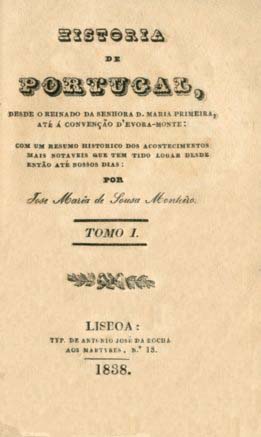 HISTORIA
DE
PORTUGAL,
DESDE O REINADO DA SENHORA D. MARIA PRIMEIRA,
ATÉ Á CONVENÇÃO D'EVORA-MONTE:
COM UM RESUMO HISTORICO DOS ACONTECIMENTOS
MAIS NOTAVEIS QUE TEM TIDO LOGAR DESDE
ESTÃO ATÉ NOSSOS DIAS:
POR
Jose Maria de Sousa Monteiro.
TOMO I.
LISBOA:
TYP. DE ANTONIO JOSÉ DA ROCHA
AOS MARTYRES, N.º 13.
1838.